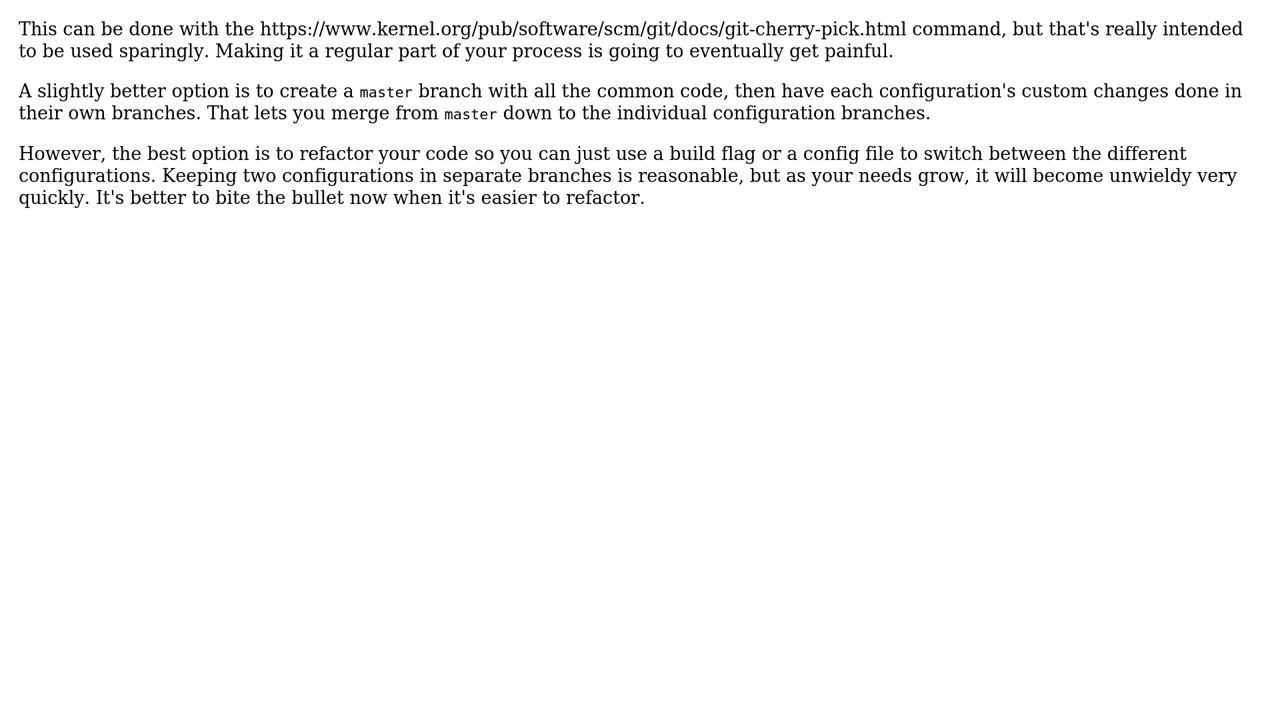 This can be done with the https://www.kernel.org/pub/software/scm/git/docs/git-cherry-pick.html command, but that's really intended
to be used sparingly. Making it a regular part of your process is going to eventually get painful.
A slightly better option is to create a master branch with all the common code, then have each configuration's custom changes done in
their own branches. That lets you merge from master down to the individual configuration branches.
However, the best option is to refactor your code so you can just use a build flag or a config file to switch between the different
configurations. Keeping two configurations in separate branches is reasonable, but as your needs grow, it will become unwieldy very
quickly. It's better to bite the bullet now when it's easier to refactor.